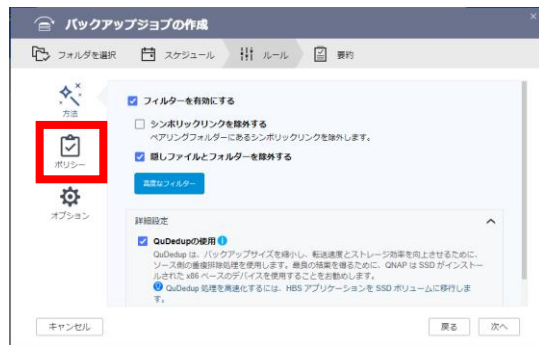 バックアップジョブの作成
フォルダを選択
スケジュール
ルール
要約
方法
ポリシー
オプション
フィルターを有効にする
シンボリックリンクを除外する
ペアリングフォルダーにあるシンボリックリンクを除外します。
隠しファイルとフォルダーを除外する
高度なフィルター
詳細設定
QuDedupの使用
QuDedup は、バックアップサイズを縮小し、転送速度とストレージ効率を向上させるために、
ソース側の重複排除処理を使用します。最良の結果を得るために、QNAP は SSD がインストー
ルされた x86 ベースのデバイスを使用することをお勧めします。
QuDedup 処理を高速化するには、HBS アプリケーションを SSD ボリュームに移行しま
す。
キャンセル
戻る
次へ